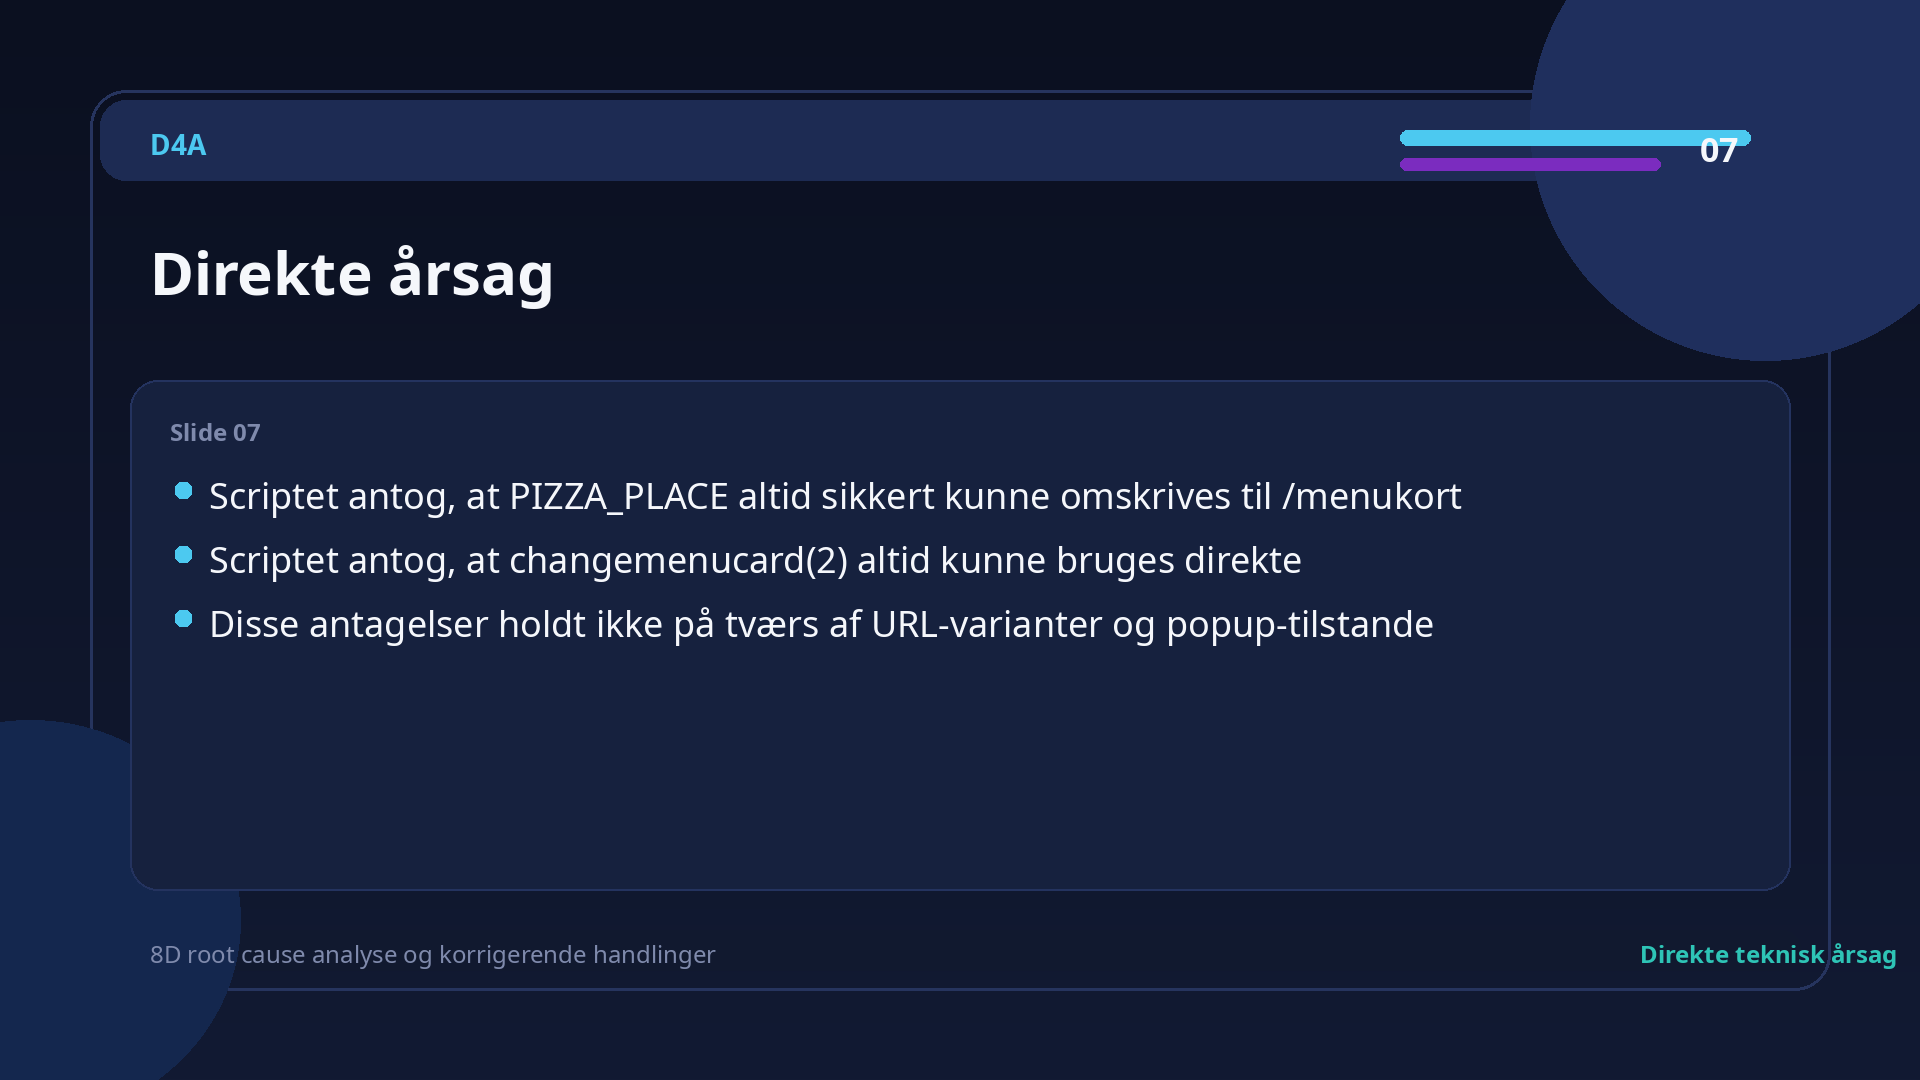 D4A
07
Direkte årsag
Slide 07
Scriptet antog, at PIZZA_PLACE altid sikkert kunne omskrives til /menukort
Scriptet antog, at changemenucard(2) altid kunne bruges direkte
Disse antagelser holdt ikke på tværs af URL-varianter og popup-tilstande
8D root cause analyse og korrigerende handlinger
Direkte teknisk årsag